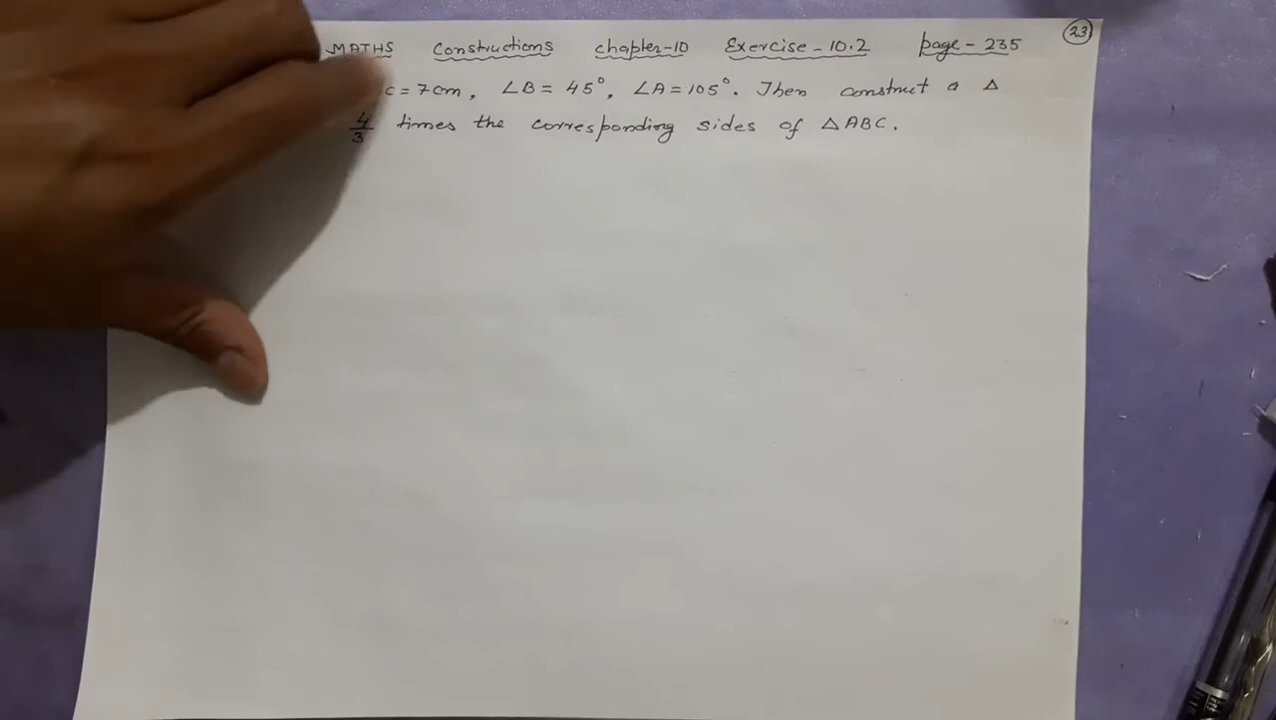 MATHS Constructions chapter-10 Exercise-10.2 page-235 23
C=7cm, ∠B=45°, ∠A=105°. Then construct a Δ
4/3 times the corresponding sides of ΔABC.